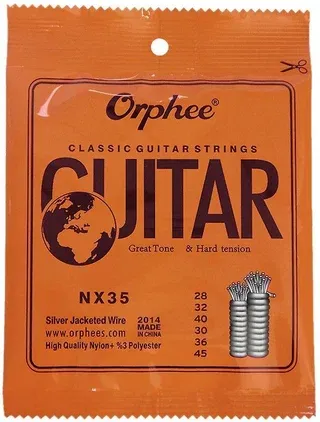 Orphee®
CLASSIC GUITAR STRINGS
GUITAR
Great Tone & Hard tension
NX35
Silver Jacketed Wire
www.orphees.com
High Quality Nylon+ %3 Polyester
2014
MADE
IN CHINA
28
32
40
30
36
45